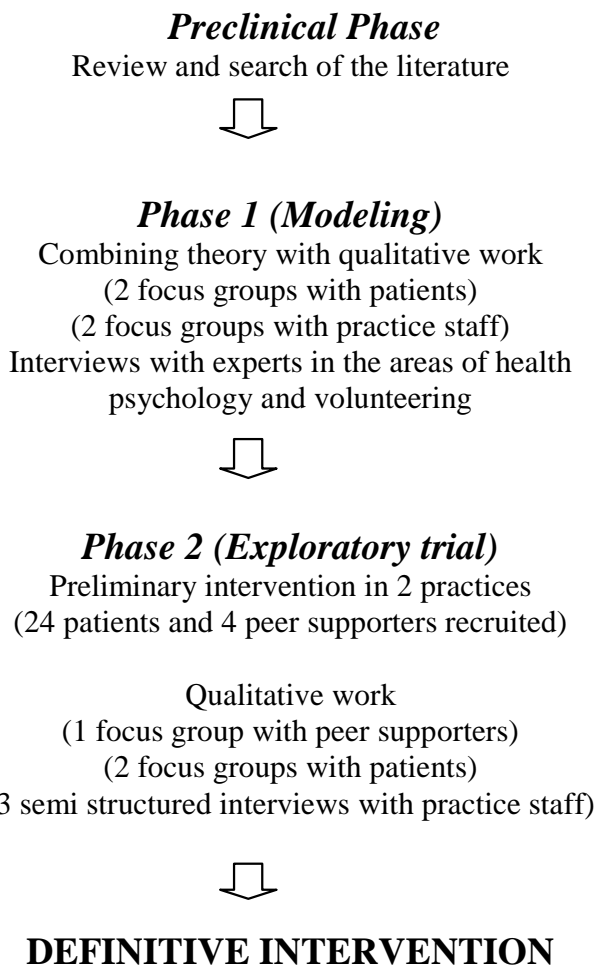 Preclinical Phase
Review and search of the literature
Phase 1 (Modeling)
Combining theory with qualitative work
(2 focus groups with patients)
(2 focus groups with practice staff)
Interviews with experts in the areas of health
psychology and volunteering
Phase 2 (Exploratory trial)
Preliminary intervention in 2 practices
(24 patients and 4 peer supporters recruited)
Qualitative work
(1 focus group with peer supporters)
(2 focus groups with patients)
3 semi structured interviews with practice staff)
DEFINITIVE INTERVENTION